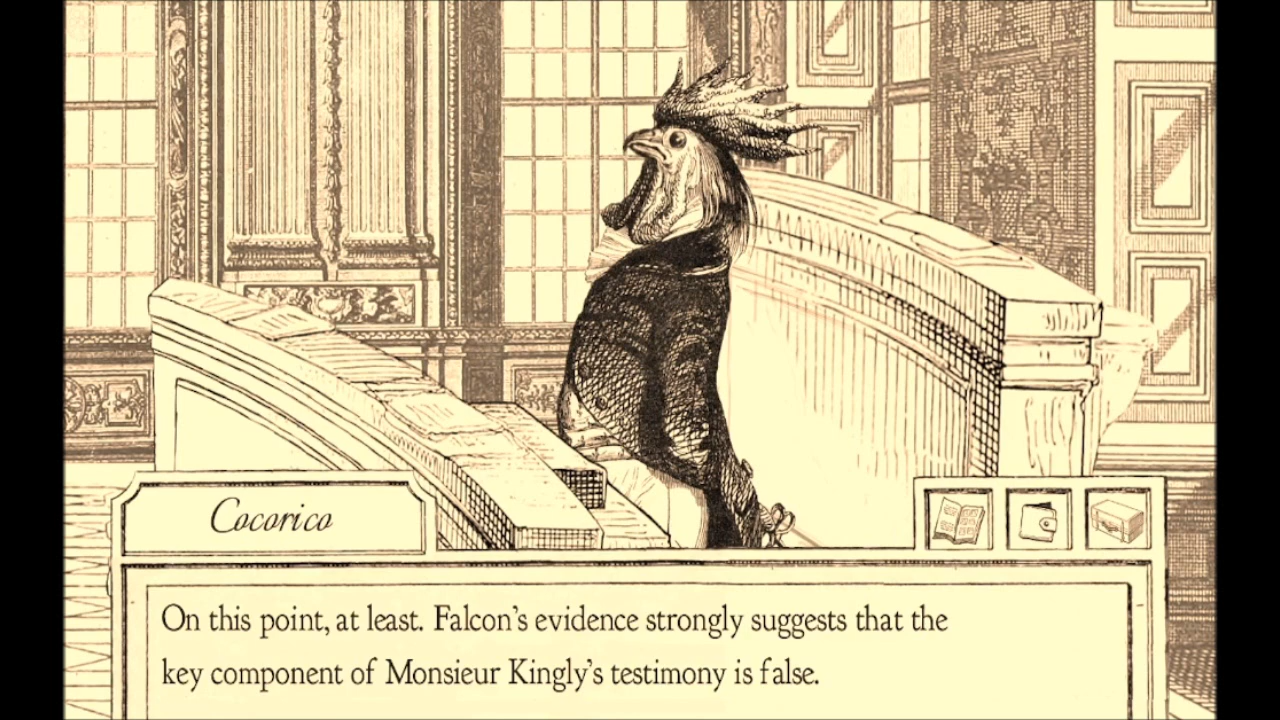 Cocorico
On this point, at least. Falcon's evidence strongly suggests that the
key component of Monsieur Kingly's testimony is false.